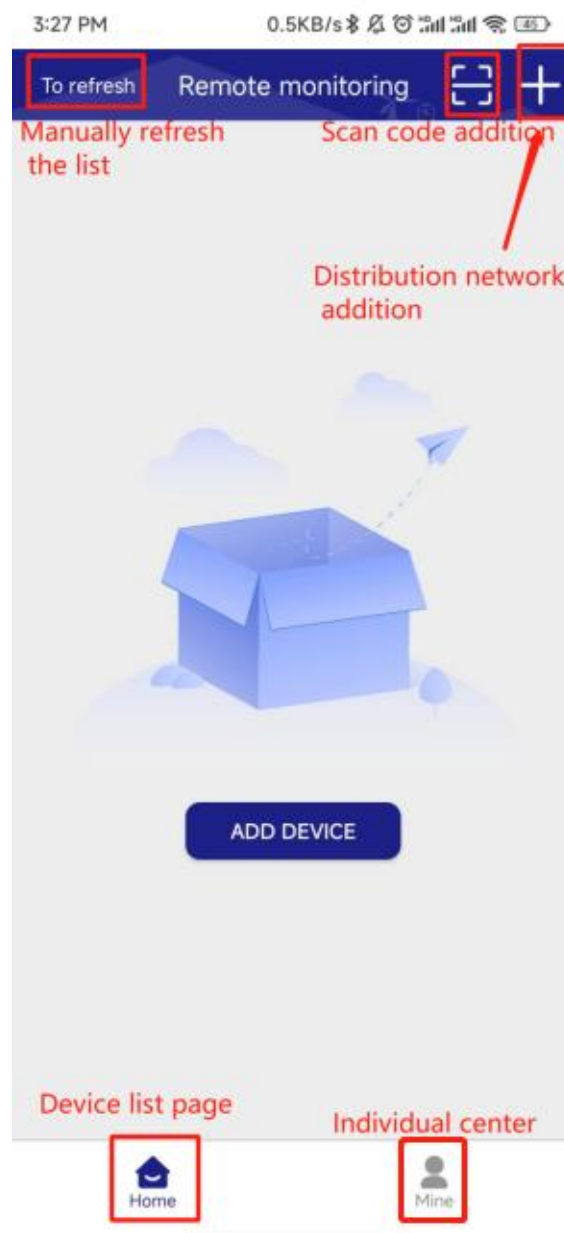 3:27 PM 0.5KB/s 45
To refresh Remote monitoring
Manually refresh
the list
Scan code addition
Distribution network
addition
ADD DEVICE
Device list page
Individual center
Home
Mine